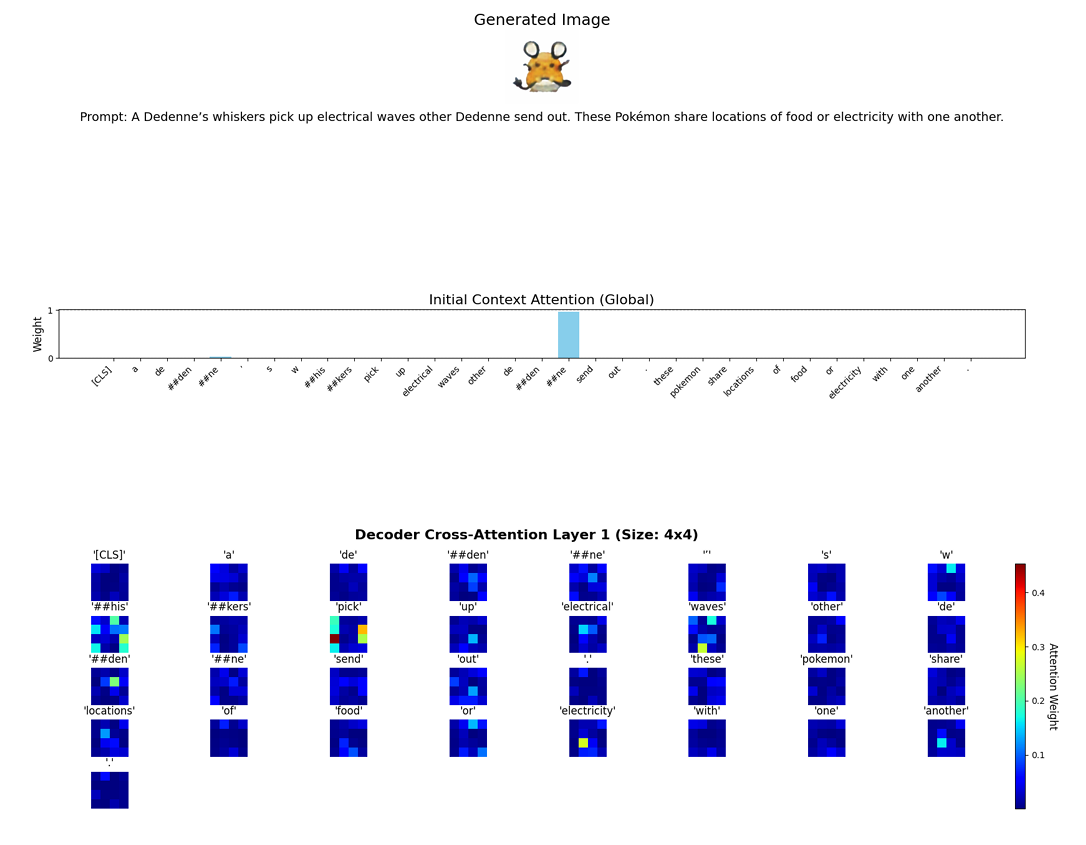 Generated Image
Prompt: A Dedenne’s whiskers pick up electrical waves other Dedenne send out. These Pokémon share locations of food or electricity with one another.
Initial Context Attention (Global)
Weight
1
0
[CLS] a de ##den ##ne ' s w ##his ##kers pick up electrical waves other de ##den ##ne send out . these pokemon share locations of food or electricity with one another .
Decoder Cross-Attention Layer 1 (Size: 4x4)
'[CLS]' 'a' 'de' '##den' '##ne' ''' 's' 'w'
'##his' '##kers' 'pick' 'up' 'electrical' 'waves' 'other' 'de'
'##den' '##ne' 'send' 'out' '.' 'these' 'pokemon' 'share'
'locations' 'of' 'food' 'or' 'electricity' 'with' 'one' 'another'
'.'
0.4
0.3
0.2
0.1
Attention Weight